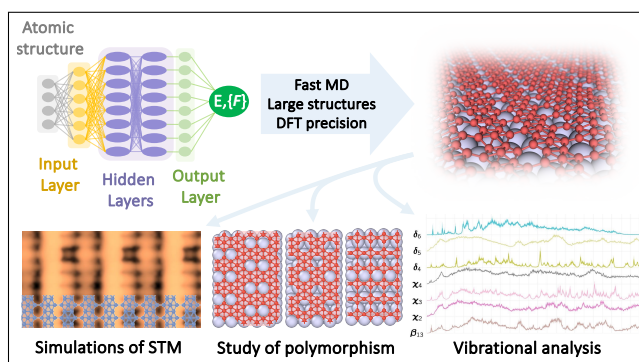 Atomic
structure
E,{F}
Input
Layer
Hidden
Layers
Output
Layer
Fast MD
Large structures
DFT precision
Simulations of STM
Study of polymorphism
δ6
δ5
δ4
χ4
χ3
χ2
β13
Vibrational analysis